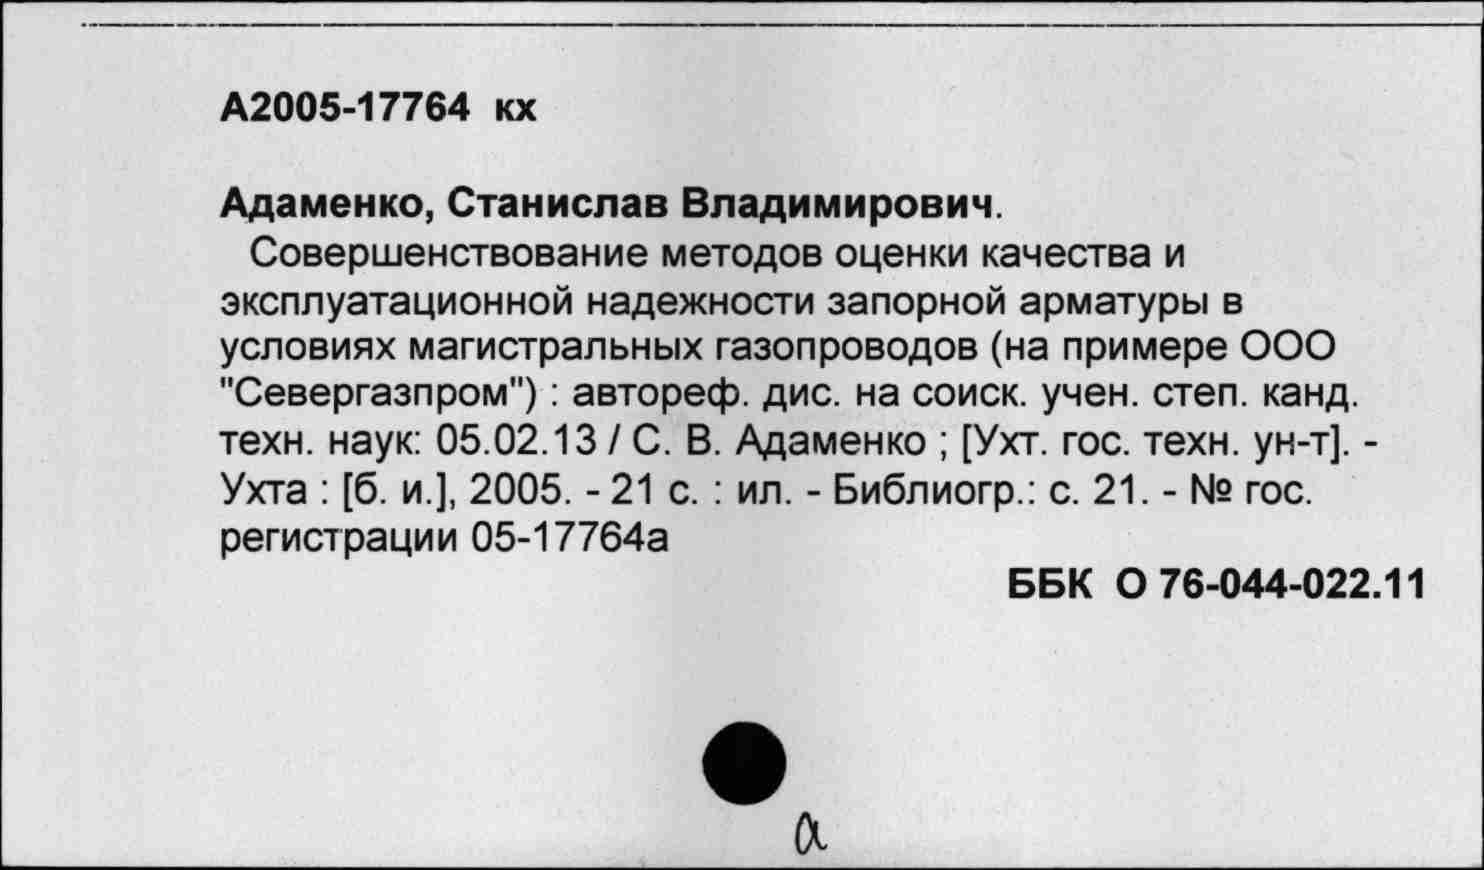 А2005-17764 кх
Адаменко, Станислав Владимирович.
Совершенствование методов оценки качества и
эксплуатационной надежности запорной арматуры в
условиях магистральных газопроводов (на примере ООО
"Севергазпром") : автореф. дис. на соиск. учен. степ. канд.
техн. наук: 05.02.13 / С. В. Адаменко ; [Ухт. гос. техн. ун-т]. -
Ухта : [б. и.], 2005. - 21 с. : ил. - Библиогр.: с. 21. - № гос.
регистрации 05-17764а
ББК О 76-044-022.11
а